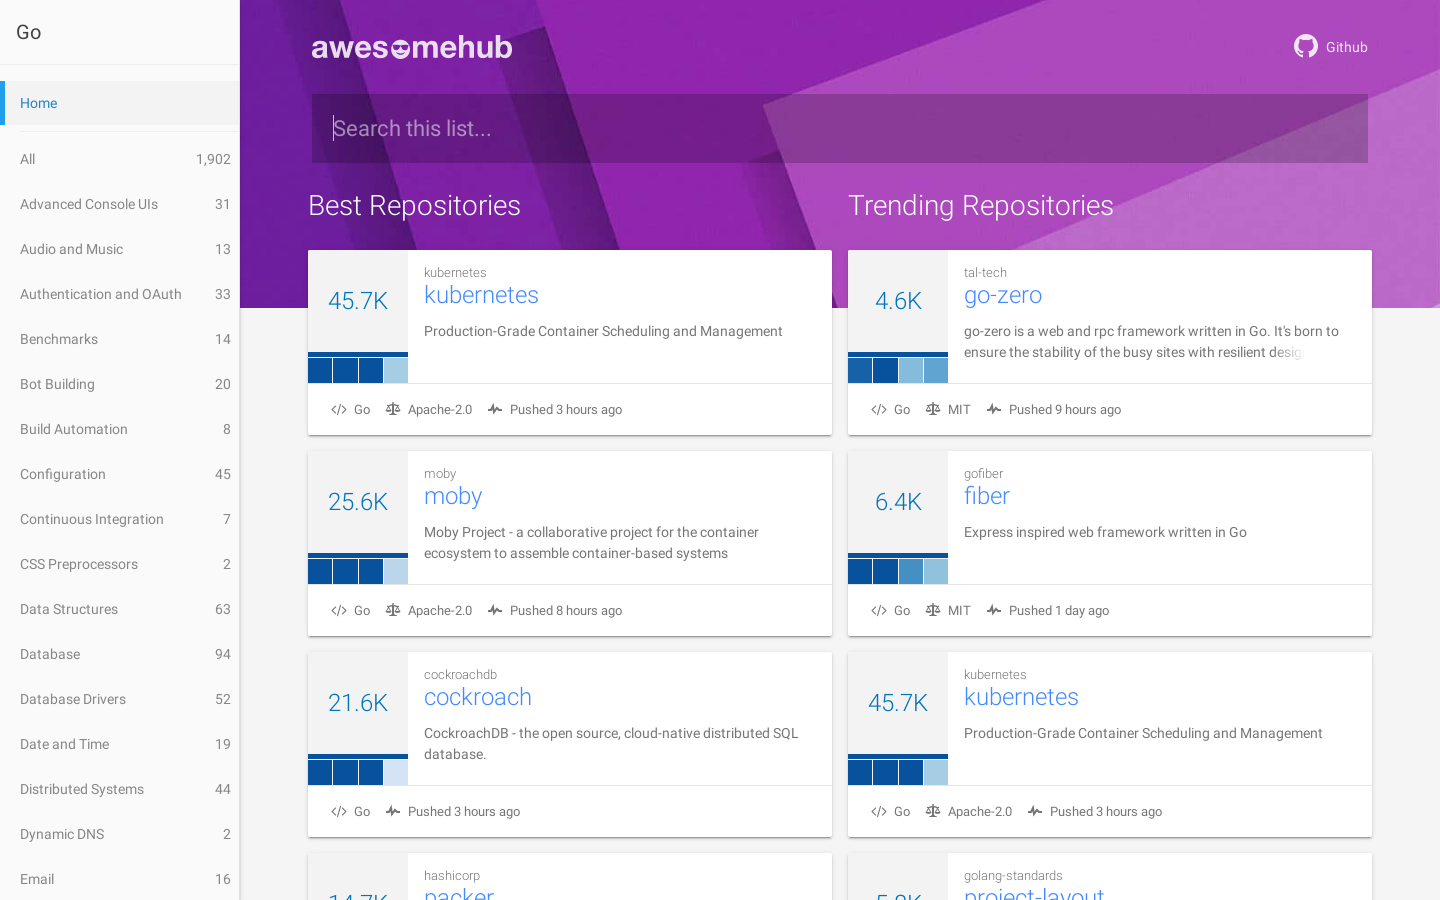 Go
Home
All 1,902
Advanced Console UIs 31
Audio and Music 13
Authentication and OAuth 33
Benchmarks 14
Bot Building 20
Build Automation 8
Configuration 45
Continuous Integration 7
CSS Preprocessors 2
Data Structures 63
Database 94
Database Drivers 52
Date and Time 19
Distributed Systems 44
Dynamic DNS 2
Email 16
awesomehub
Github
Search this list...
Best Repositories
45.7K
kubernetes
kubernetes
Production-Grade Container Scheduling and Management
Go Apache-2.0 Pushed 3 hours ago
25.6K
moby
moby
Moby Project - a collaborative project for the container
ecosystem to assemble container-based systems
Go Apache-2.0 Pushed 8 hours ago
21.6K
cockroachdb
cockroach
CockroachDB - the open source, cloud-native distributed SQL
database.
Go Pushed 3 hours ago
14.7K
hashicorp
packer
Trending Repositories
4.6K
tal-tech
go-zero
go-zero is a web and rpc framework written in Go. It's born to
ensure the stability of the busy sites with resilient desig
Go MIT Pushed 9 hours ago
6.4K
gofiber
fiber
Express inspired web framework written in Go
Go MIT Pushed 1 day ago
45.7K
kubernetes
kubernetes
Production-Grade Container Scheduling and Management
Go Apache-2.0 Pushed 3 hours ago
golang-standards
project-layout